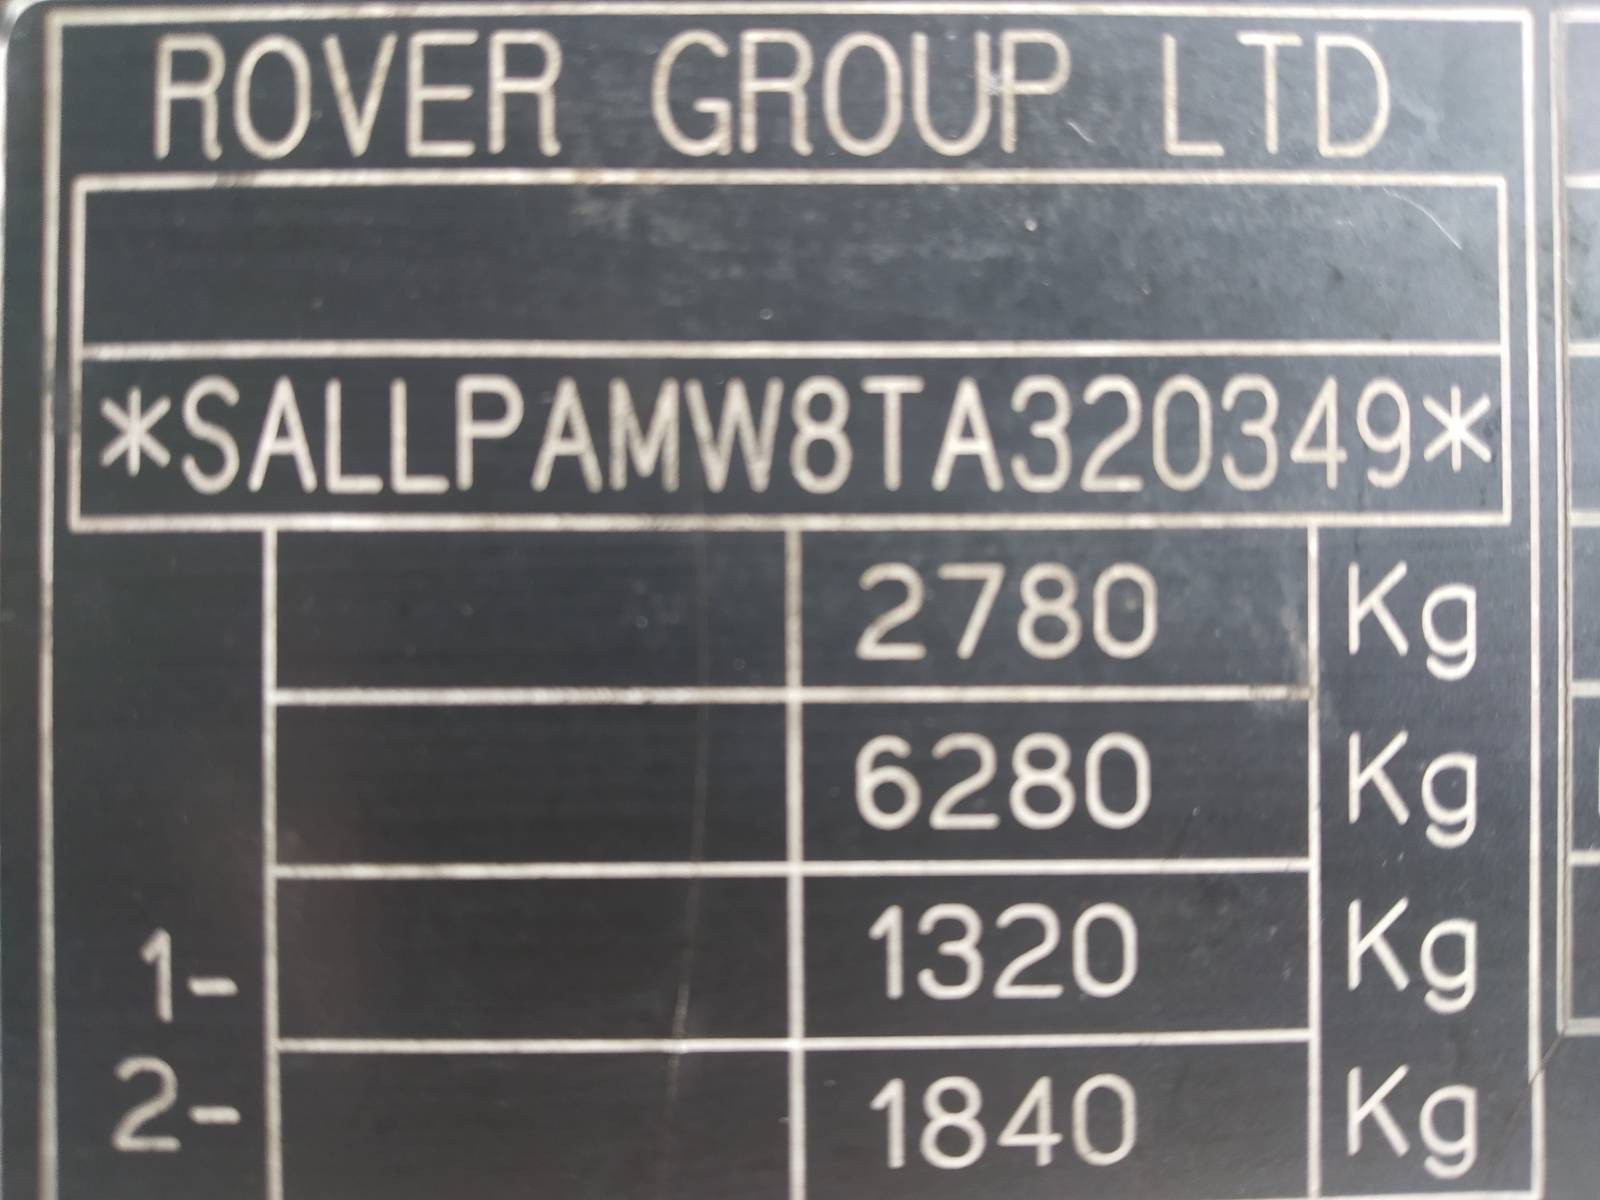 ROVER GROUP LTD
*SALLPAMW8TA320349*
2780 Kg
6280 Kg
1- 1320 Kg
2- 1840 Kg